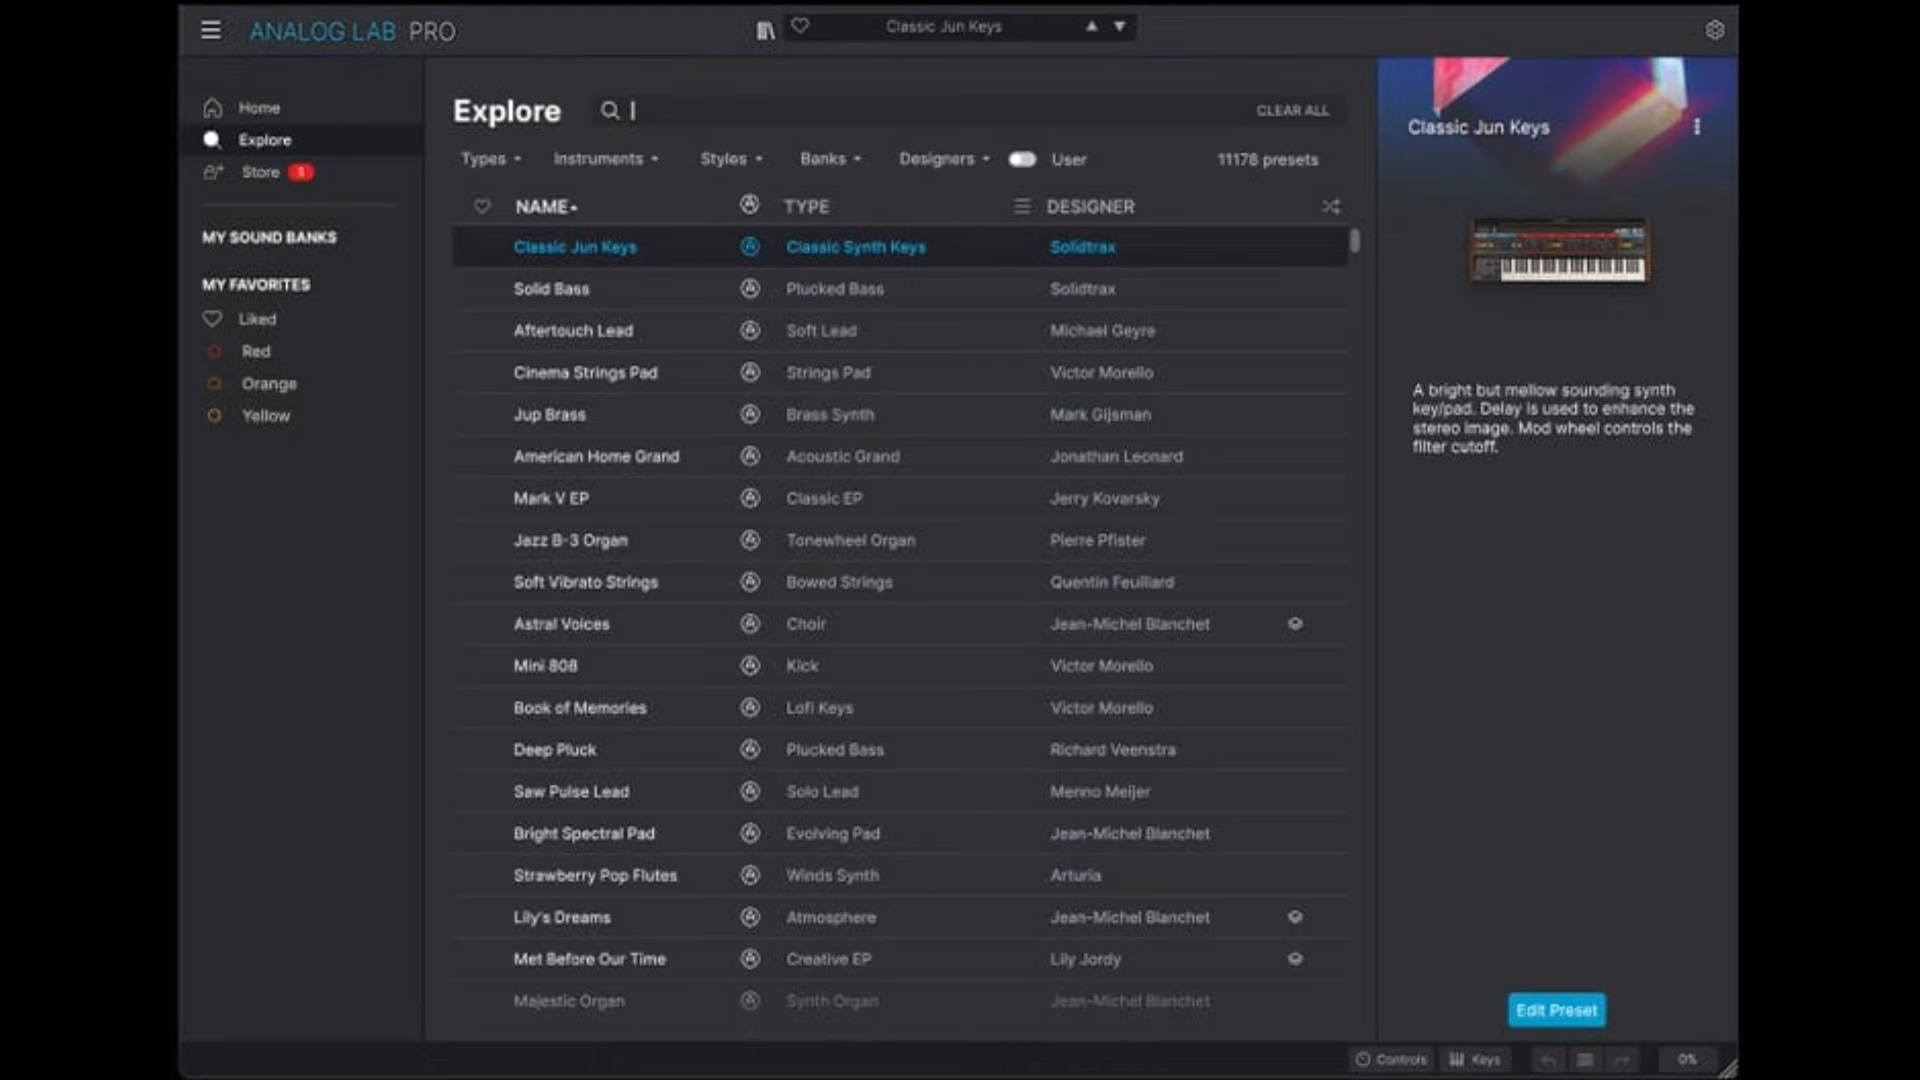 ANALOG LAB PRO
Classic Jun Keys
Home
Explore
Store 1
MY SOUND BANKS
MY FAVORITES
Liked
Red
Orange
Yellow
Explore
CLEAR ALL
Types Instruments Styles Banks Designers User 11178 presets
NAME TYPE DESIGNER
Classic Jun Keys Classic Synth Keys Solidtrax
Solid Bass Plucked Bass Solidtrax
Aftertouch Lead Soft Lead Michael Geyre
Cinema Strings Pad Strings Pad Victor Morello
Jup Brass Brass Synth Mark Gijsman
American Home Grand Acoustic Grand Jonathan Leonard
Mark V EP Classic EP Jerry Kovarsky
Jazz B-3 Organ Tonewheel Organ Pierre Pfister
Soft Vibrato Strings Bowed Strings Quentin Feuillard
Astral Voices Choir Jean-Michel Blanchet
Mini 808 Kick Victor Morello
Book of Memories Lofi Keys Victor Morello
Deep Pluck Plucked Bass Richard Veenstra
Saw Pulse Lead Solo Lead Menno Meijer
Bright Spectral Pad Evolving Pad Jean-Michel Blanchet
Strawberry Pop Flutes Winds Synth Arturia
Lily's Dreams Atmosphere Jean-Michel Blanchet
Met Before Our Time Creative EP Lily Jordy
Majestic Organ Synth Organ Jean-Michel Blanchet
Classic Jun Keys
A bright but mellow sounding synth
key/pad. Delay is used to enhance the
stereo image. Mod wheel controls the
filter cutoff.
Edit Preset
Controls Keys 0%